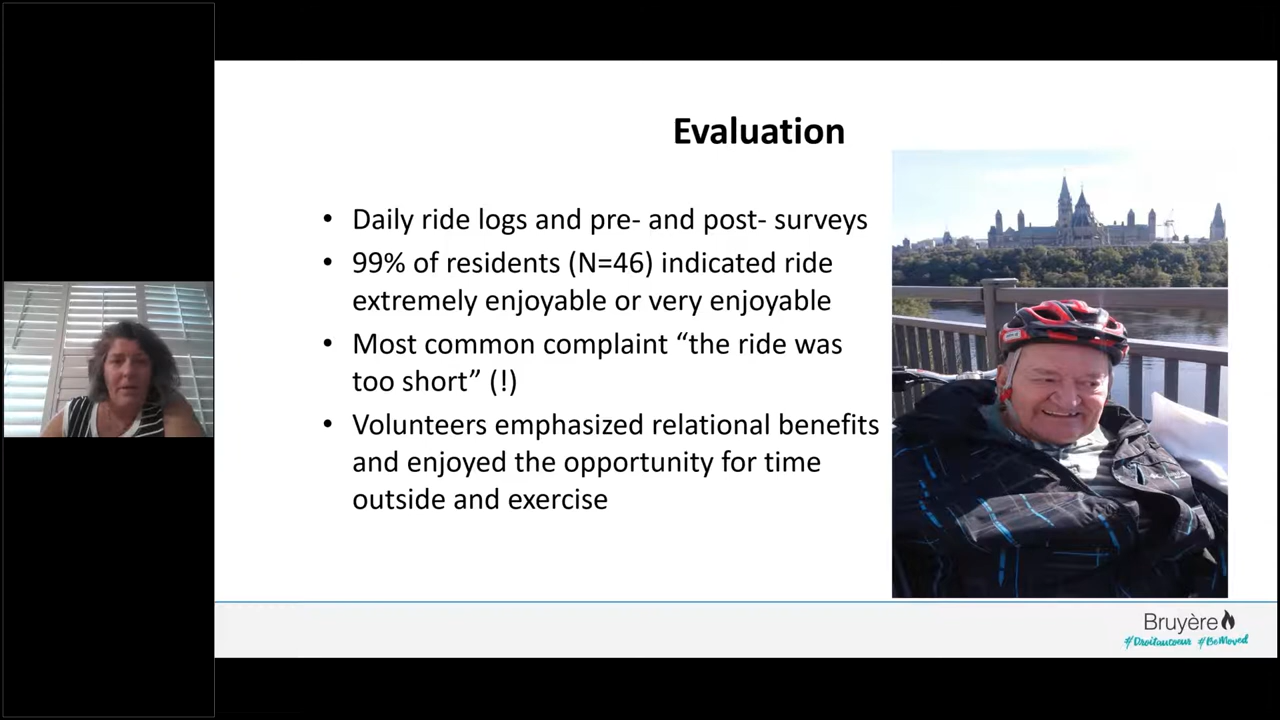 Evaluation
• Daily ride logs and pre- and post- surveys
• 99% of residents (N=46) indicated ride
extremely enjoyable or very enjoyable
• Most common complaint “the ride was
too short” (!)
• Volunteers emphasized relational benefits
and enjoyed the opportunity for time
outside and exercise
Bruyère
#Droitaucoeur #BeMoved